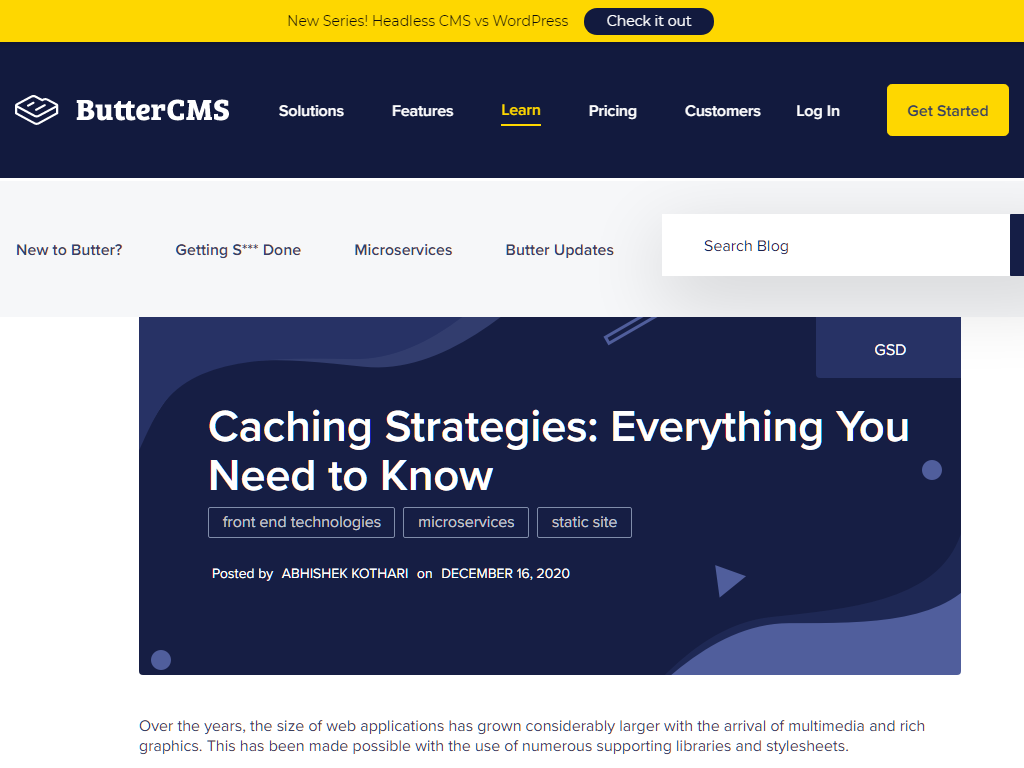 New Series! Headless CMS vs WordPress Check it out
ButterCMS Solutions Features Learn Pricing Customers Log In Get Started
New to Butter? Getting S*** Done Microservices Butter Updates Search Blog
GSD
Caching Strategies: Everything You
Need to Know
front end technologies microservices static site
Posted by ABHISHEK KOTHARI on DECEMBER 16, 2020
Over the years, the size of web applications has grown considerably larger with the arrival of multimedia and rich
graphics. This has been made possible with the use of numerous supporting libraries and stylesheets.